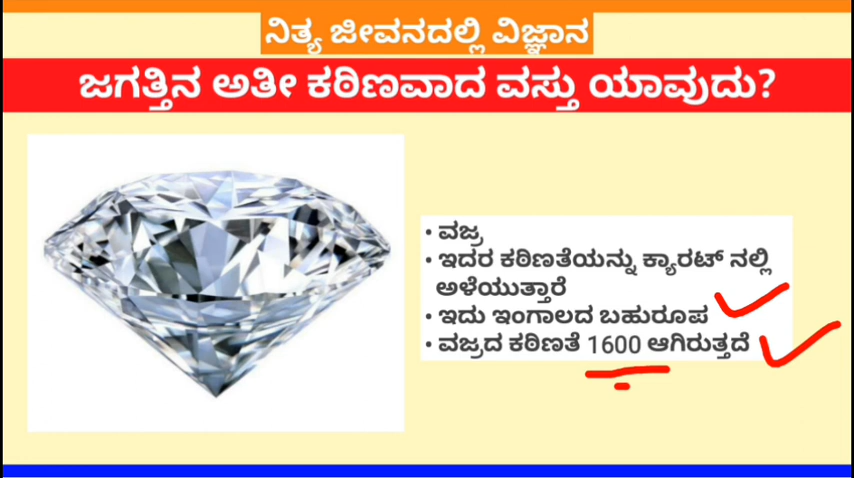 ನಿತ್ಯ ಜೀವನದಲ್ಲಿ ವಿಜ್ಞಾನ
ಜಗತ್ತಿನ ಅತೀ ಕಠಿಣವಾದ ವಸ್ತು ಯಾವುದು?
• ವಜ್ರ
• ಇದರ ಕಠಿಣತೆಯನ್ನು ಕ್ಯಾರಟ್ ನಲ್ಲಿ
ಅಳೆಯುತ್ತಾರೆ
• ಇದು ಇಂಗಾಲದ ಬಹುರೂಪ
• ವಜ್ರದ ಕಠಿಣತೆ 1600 ಆಗಿರುತ್ತದೆ